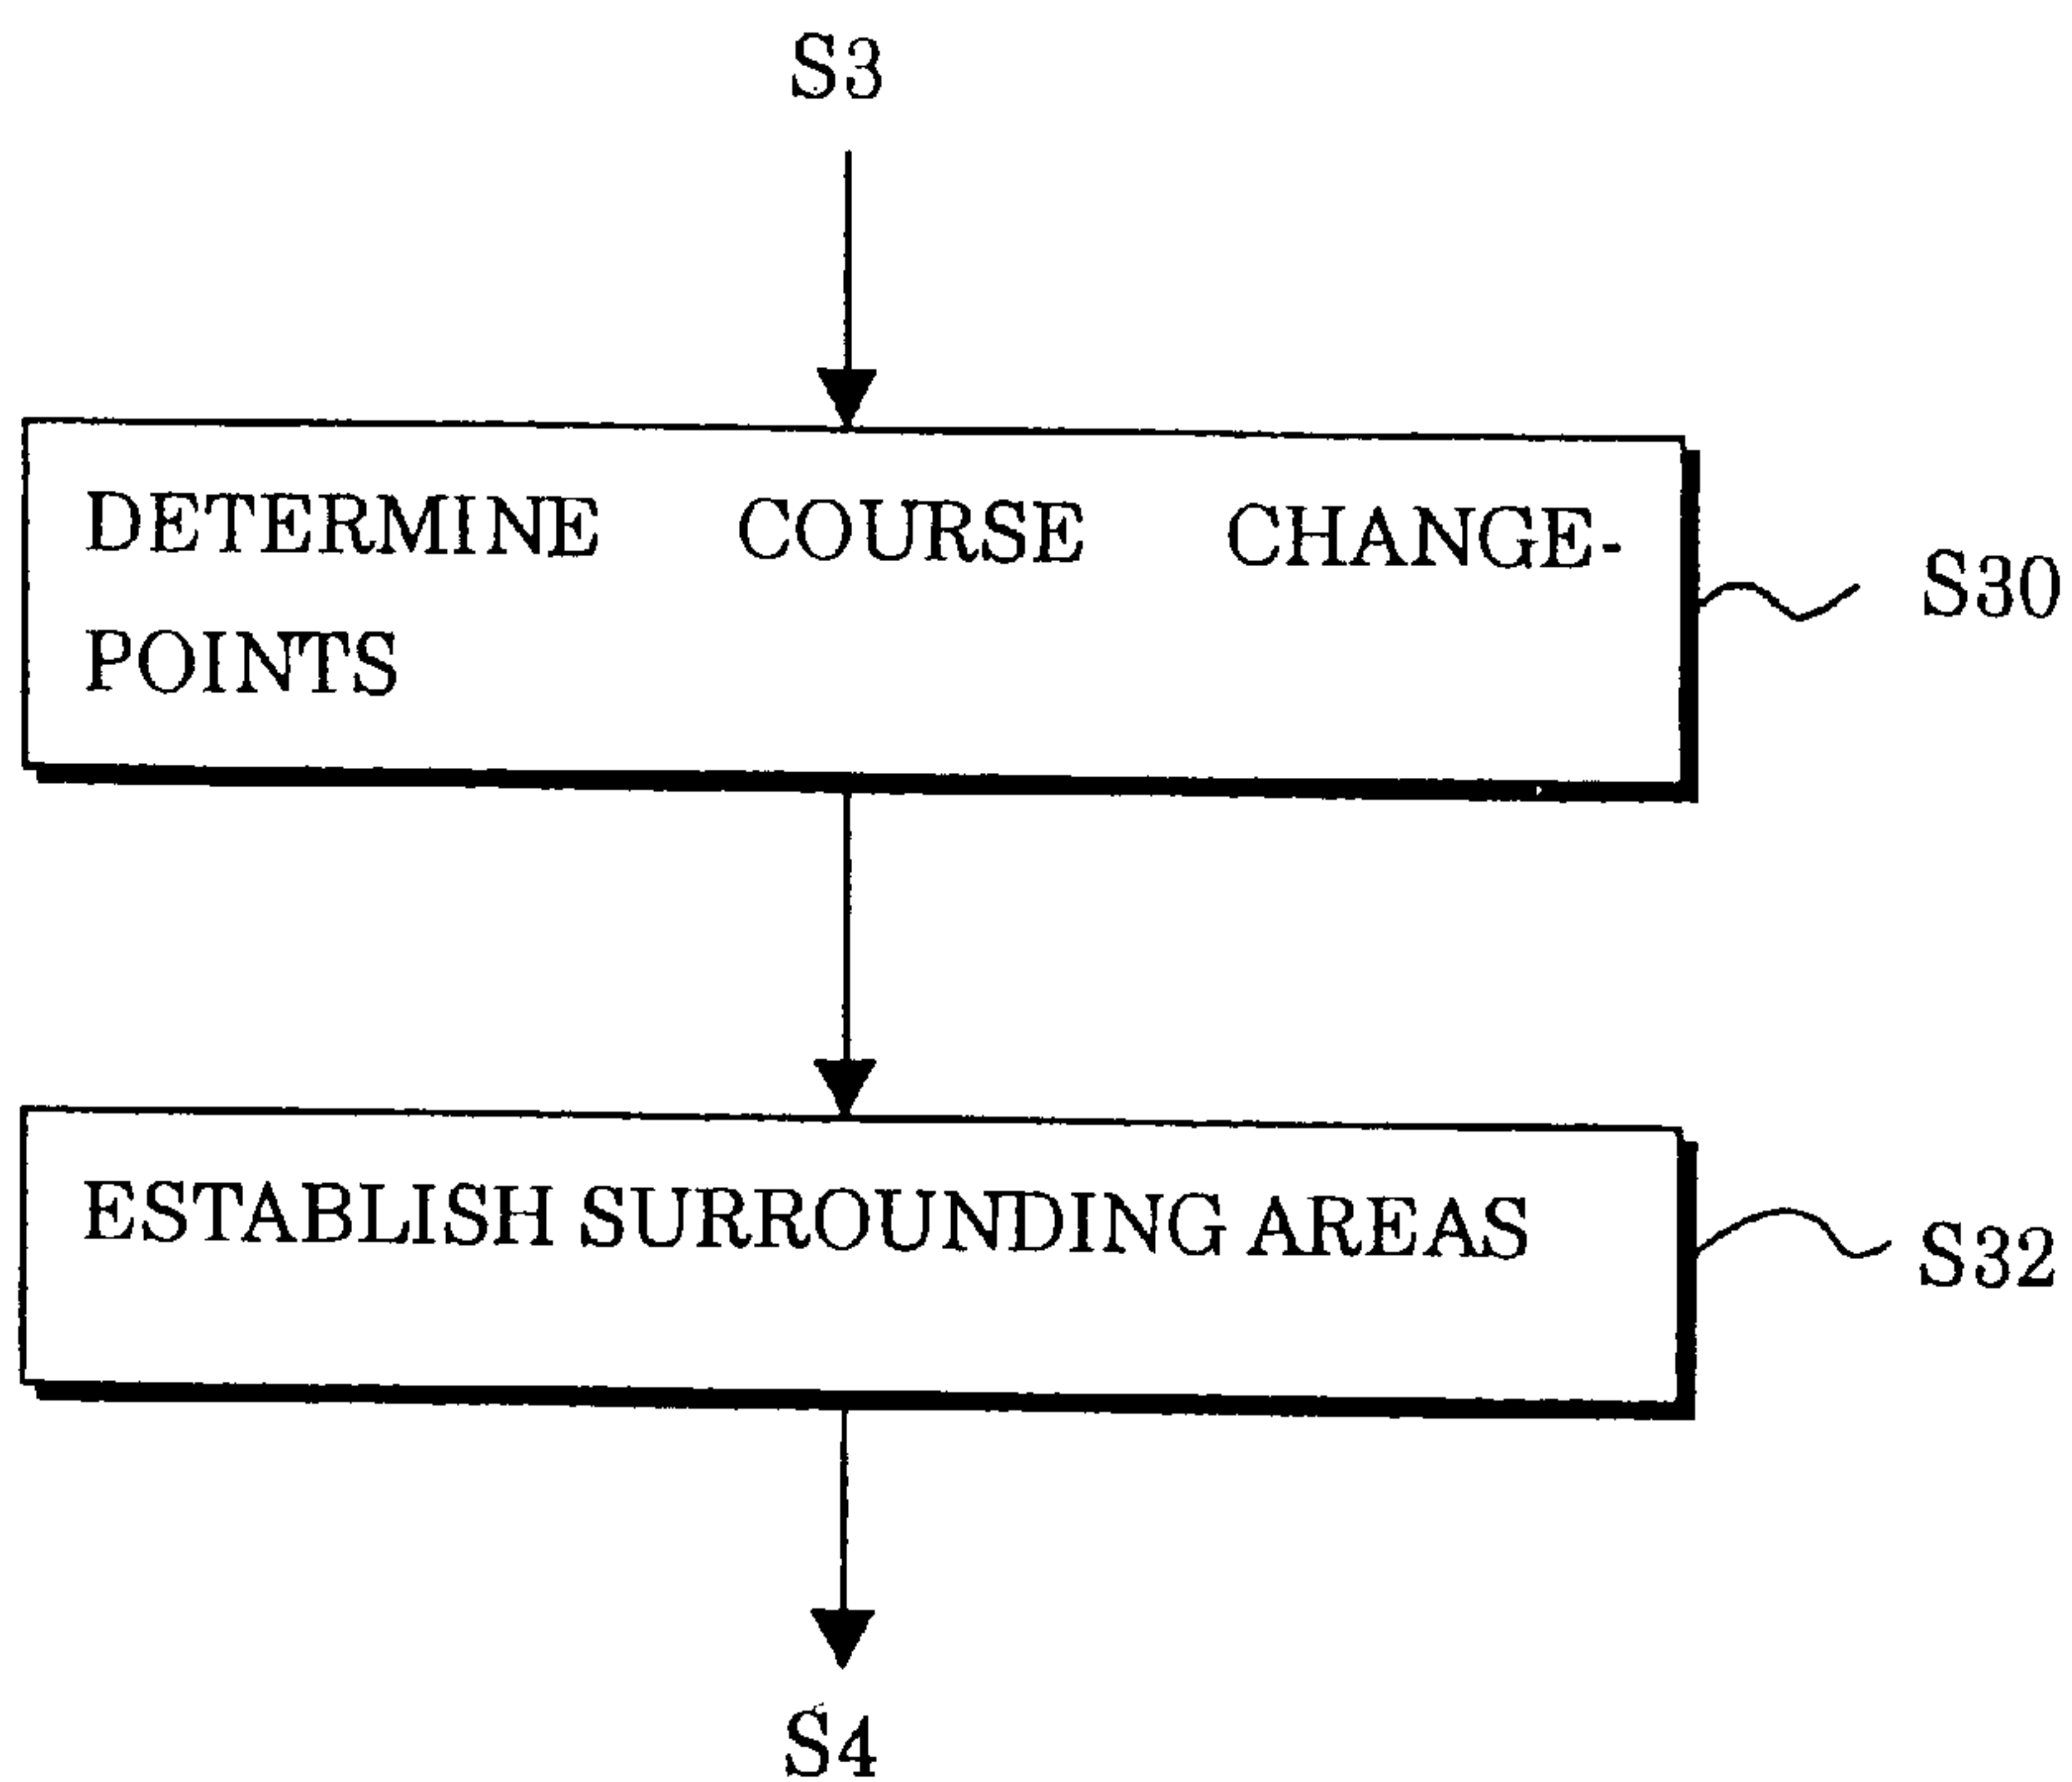 S3
DETERMINE COURSE CHANGE-
POINTS
S30
ESTABLISH SURROUNDING AREAS
S32
S4